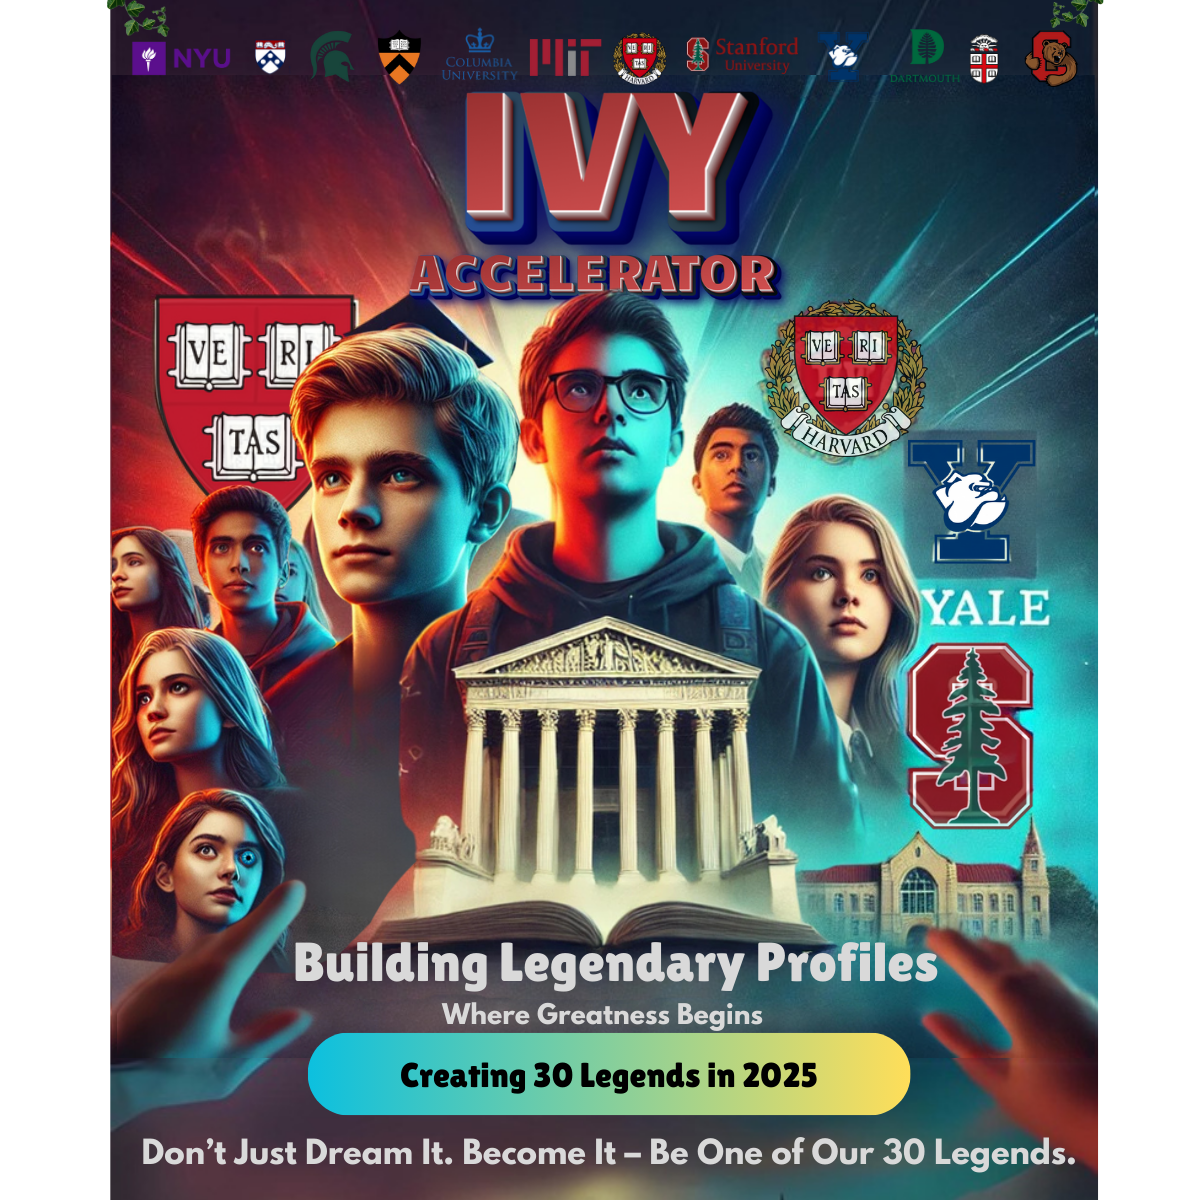 NYU
COLUMBIA
UNIVERSITY
MIT
HARVARD
Stanford
University
DARTMOUTH
IVY
ACCELERATOR
VE RI
TAS
VE RI
TAS
HARVARD
Y
YALE
S
Building Legendary Profiles
Where Greatness Begins
Creating 30 Legends in 2025
Don't Just Dream It. Become It – Be One of Our 30 Legends.